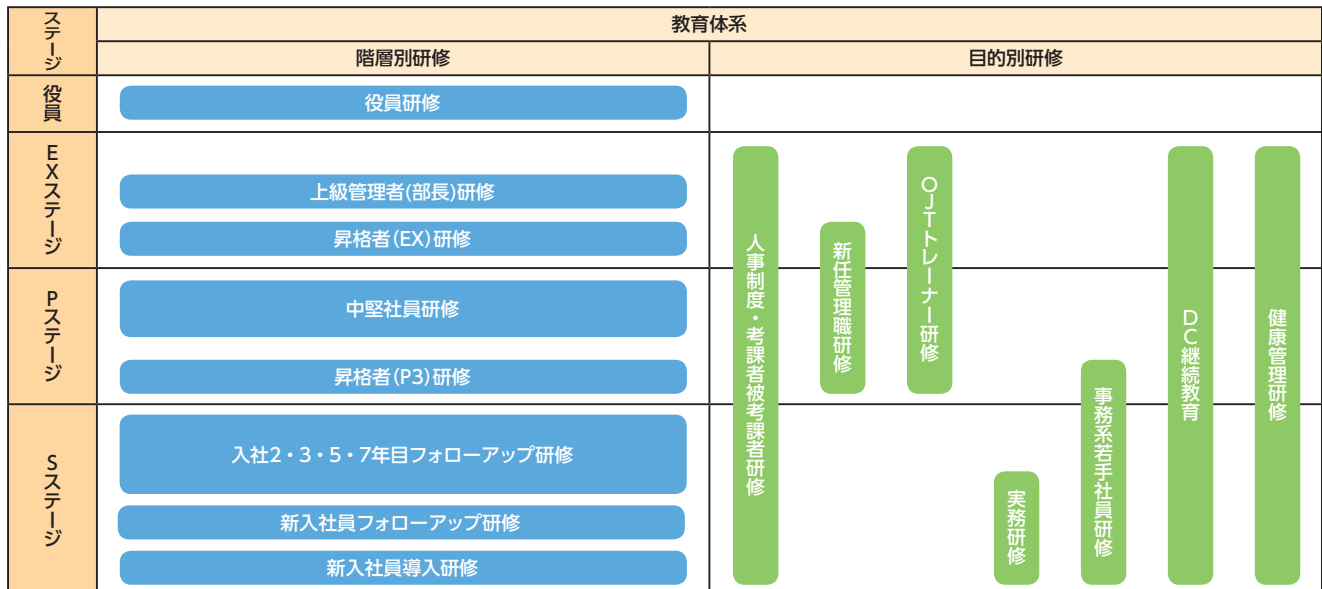 ステージ
教育体系
階層別研修
目的別研修
役員
役員研修
EXステージ
上級管理者(部長)研修
昇格者(EX)研修
Pステージ
中堅社員研修
昇格者(P3)研修
Sステージ
入社2・3・5・7年目フォローアップ研修
新入社員フォローアップ研修
新入社員導入研修
人事制度・考課者被考課者研修
新任管理職研修
OJTトレーナー研修
実務研修
事務系若手社員研修
DC継続教育
健康管理研修